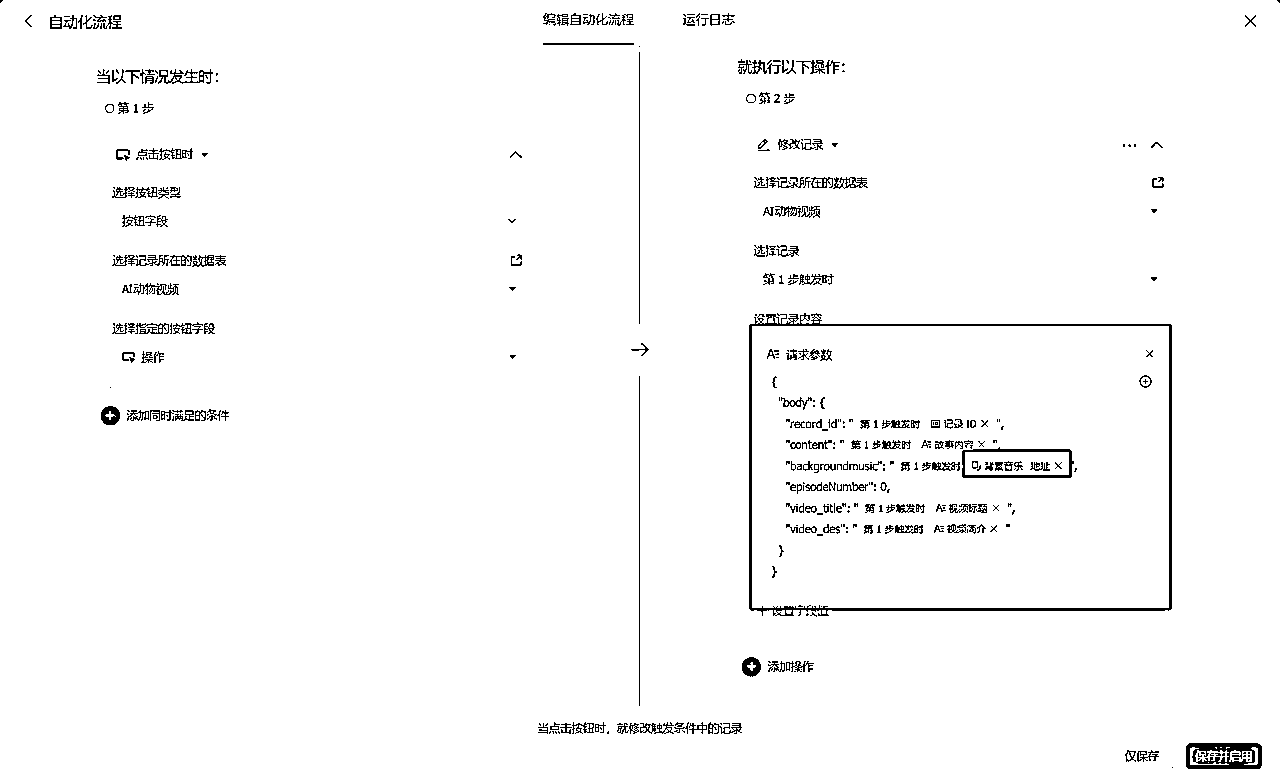 自动化流程
编辑自动化流程
运行日志
当以下情况发生时：
第 1 步
点击按钮时
选择按钮类型
按钮字段
选择记录所在的数据表
AI动物视频
选择指定的按钮字段
操作
添加同时满足的条件
就执行以下操作：
第 2 步
修改记录
选择记录所在的数据表
AI动物视频
选择记录
第 1 步触发时
设置记录内容
请求参数
{
"body": {
"record_id": " 第 1 步触发时 记录 ID × ",
"content": " 第 1 步触发时 故事内容 × ",
"backgroundmusic": " 第 1 步触发时 背景音乐 地址 × ",
"episodeNumber": 0,
"video_title": " 第 1 步触发时 视频标题 × ",
"video_des": " 第 1 步触发时 视频简介 × "
}
}
+ 设置字段值
添加操作
当点击按钮时，就修改触发条件中的记录
仅保存
保存并启用